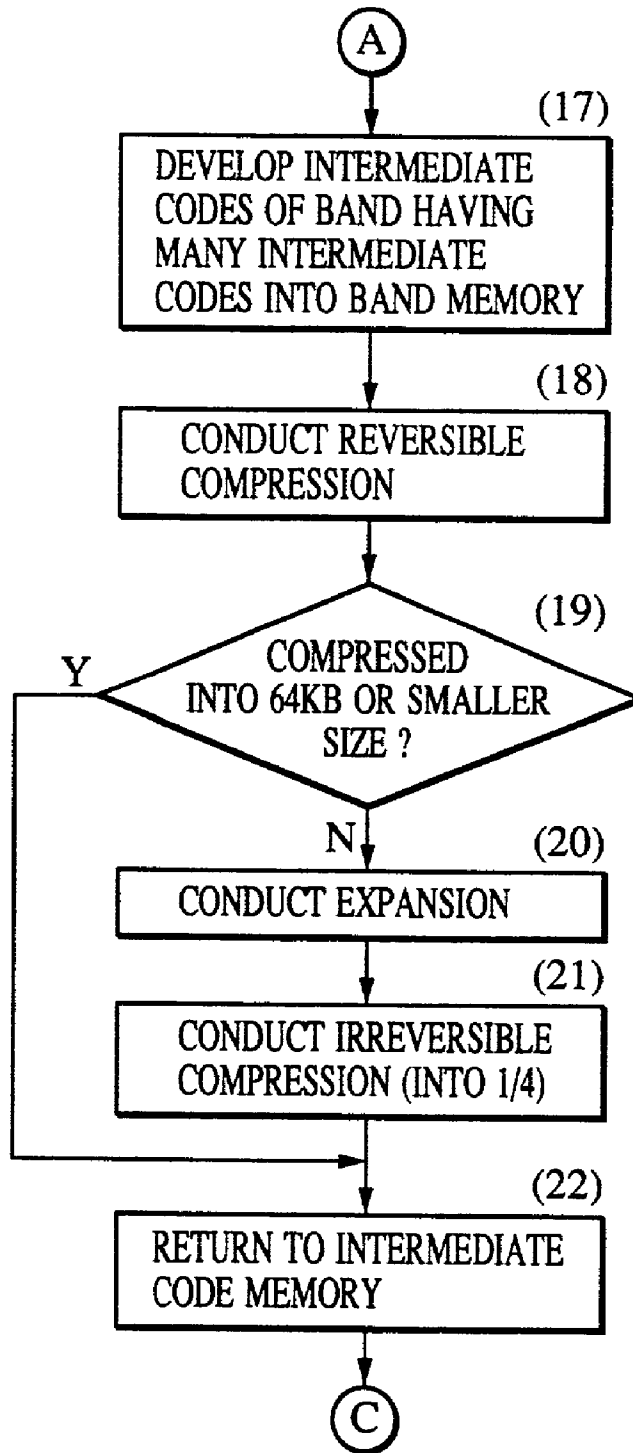 A
(17)
DEVELOP INTERMEDIATE
CODES OF BAND HAVING
MANY INTERMEDIATE
CODES INTO BAND MEMORY
(18)
CONDUCT REVERSIBLE
COMPRESSION
(19)
COMPRESSED
INTO 64KB OR SMALLER
SIZE ?
Y
N
(20)
CONDUCT EXPANSION
(21)
CONDUCT IRREVERSIBLE
COMPRESSION (INTO 1/4)
(22)
RETURN TO INTERMEDIATE
CODE MEMORY
C